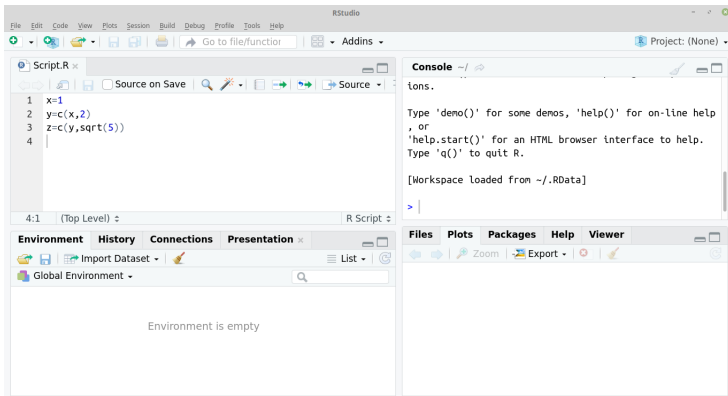 RStudio
File Edit Code View Plots Session Build Debug Profile Tools Help
Go to file/function Addins Project: (None)
Script.R
Source on Save Source
1 x=1
2 y=c(x,2)
3 z=c(y,sqrt(5))
4
4:1 (Top Level) R Script
Console ~/
ions.
Type 'demo()' for some demos, 'help()' for on-line help
, or
'help.start()' for an HTML browser interface to help.
Type 'q()' to quit R.
[Workspace loaded from ~/.RData]
>
Environment History Connections Presentation
Import Dataset List
Global Environment
Environment is empty
Files Plots Packages Help Viewer
Zoom Export